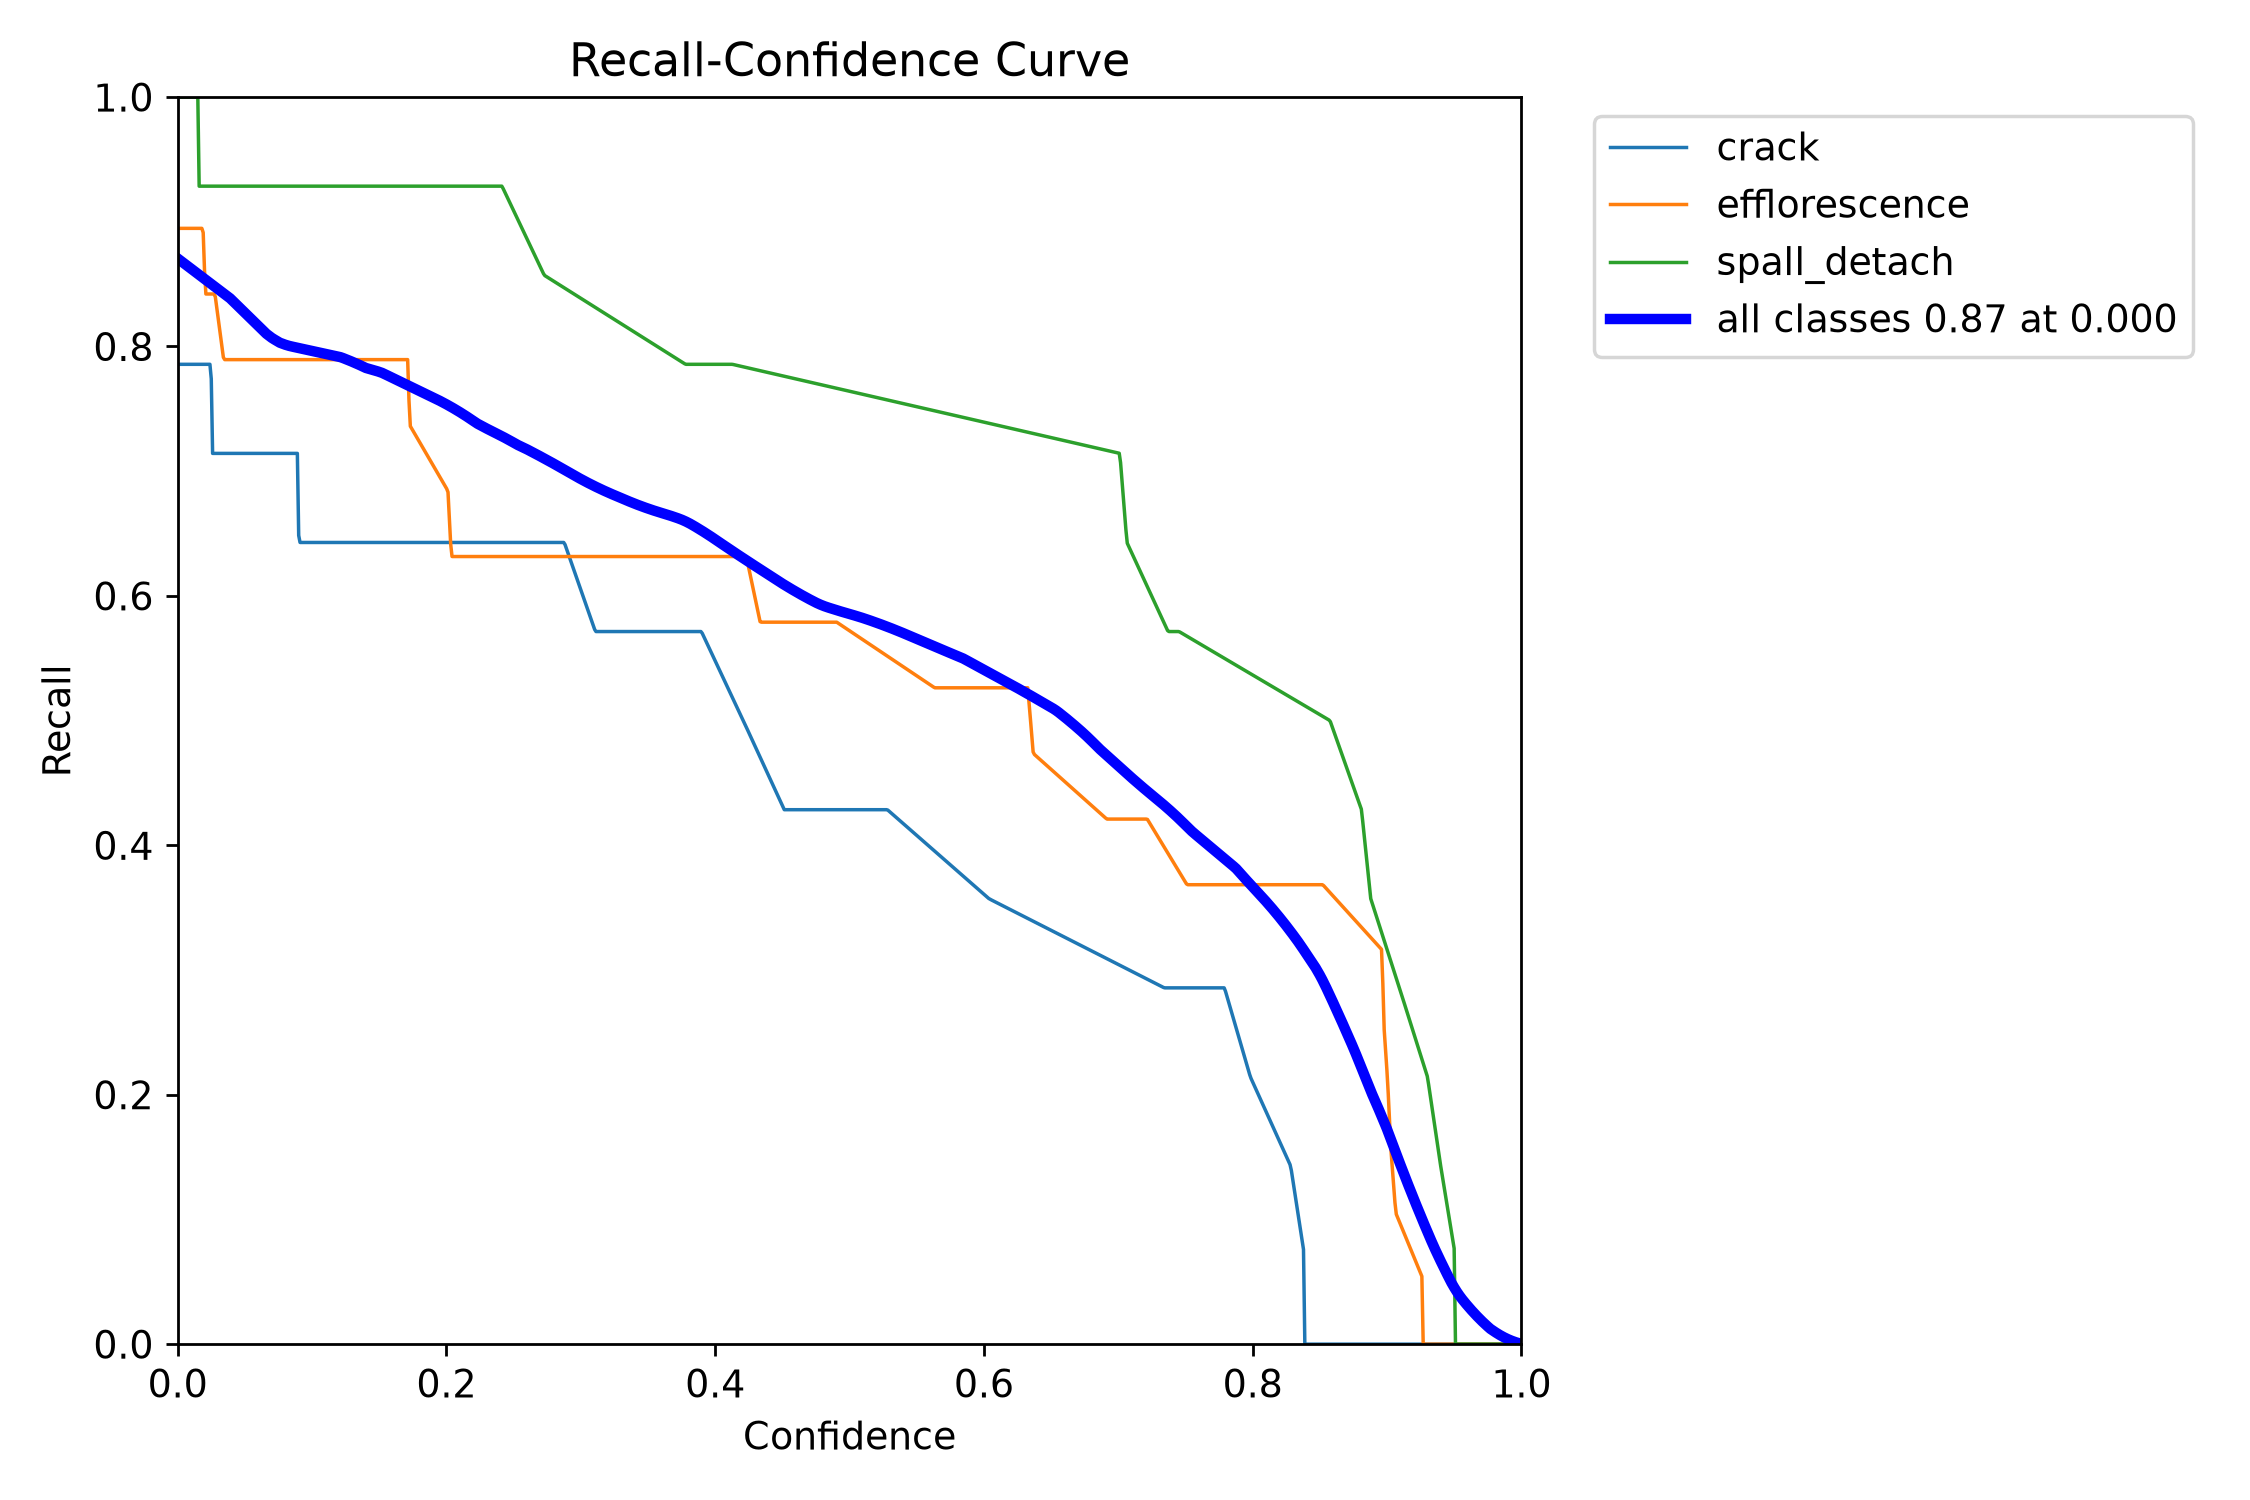 Recall-Confidence Curve
1.0
0.8
0.6
0.4
0.2
0.0
Recall
0.0 0.2 0.4 0.6 0.8 1.0
Confidence
crack
efflorescence
spall_detach
all classes 0.87 at 0.000